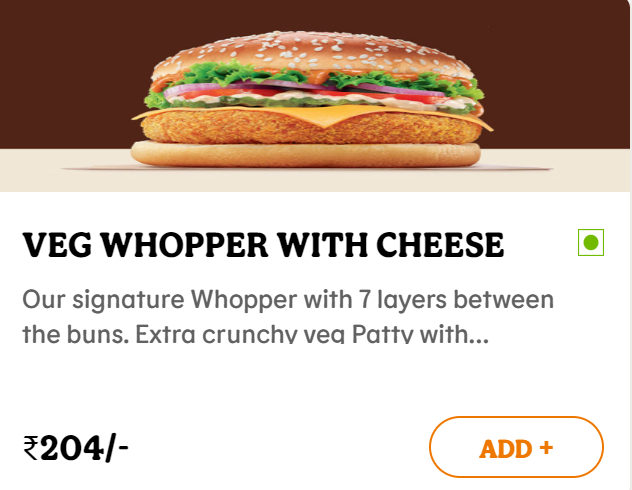 VEG WHOPPER WITH CHEESE
Our signature Whopper with 7 layers between
the buns. Extra crunchy veg Patty with...
₹204/-
ADD +